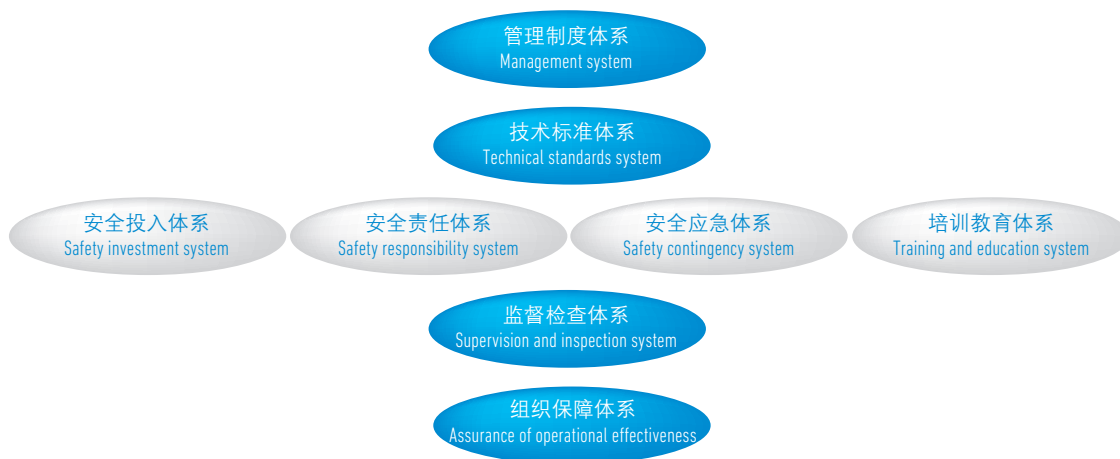 管理制度体系
Management system
技术标准体系
Technical standards system
安全投入体系
Safety investment system
安全责任体系
Safety responsibility system
安全应急体系
Safety contingency system
培训教育体系
Training and education system
监督检查体系
Supervision and inspection system
组织保障体系
Assurance of operational effectiveness